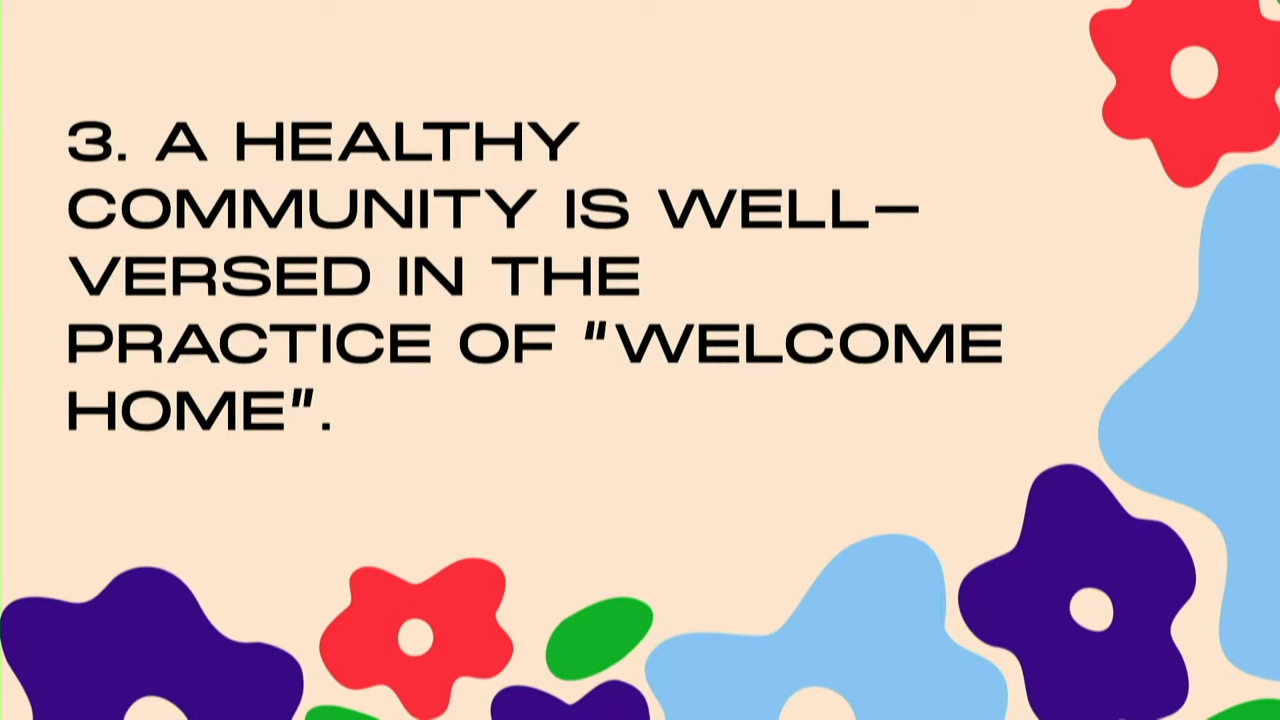 3. A HEALTHY
COMMUNITY IS WELL-
VERSED IN THE
PRACTICE OF "WELCOME
HOME".